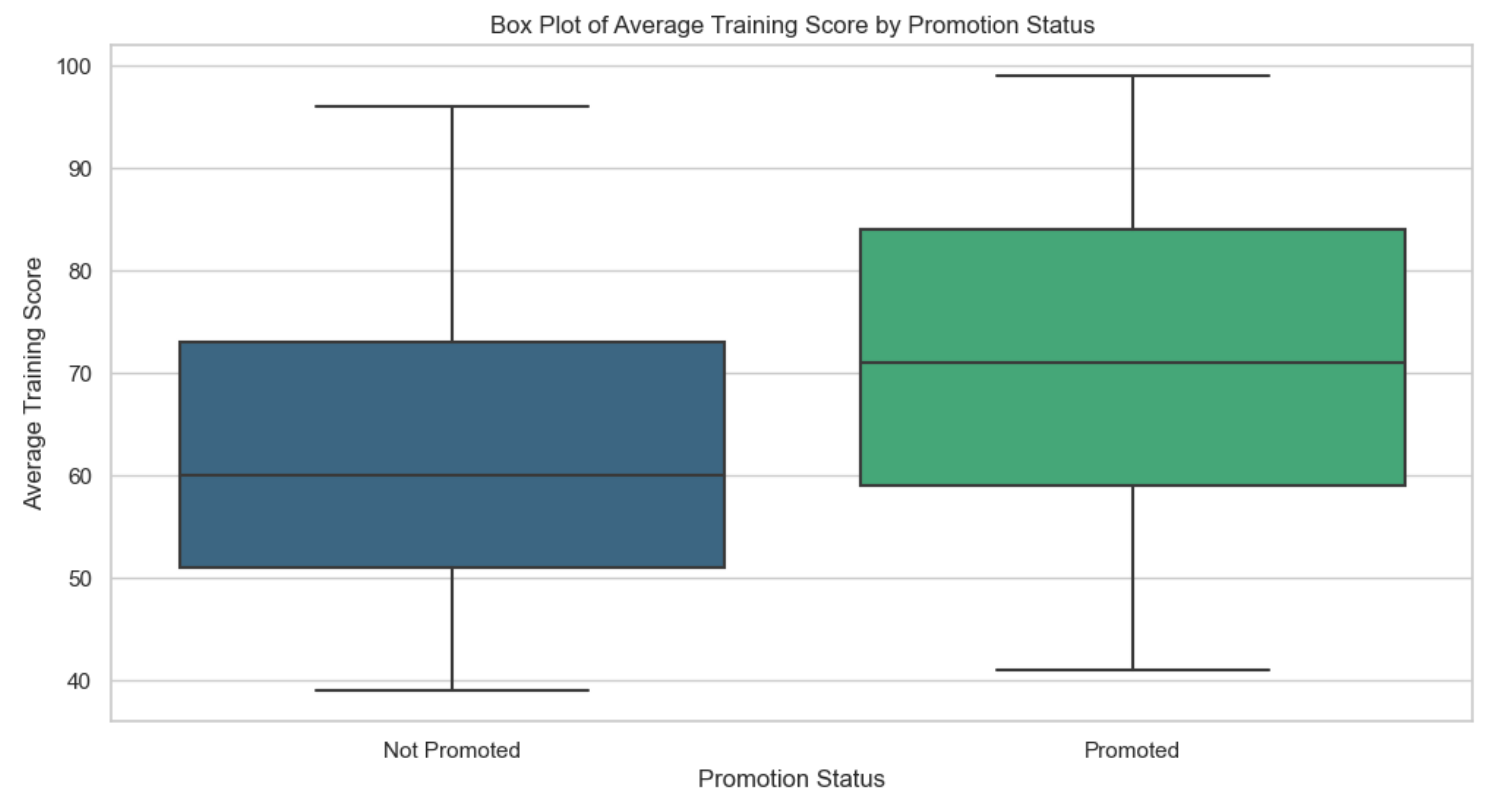 Box Plot of Average Training Score by Promotion Status
100
90
80
70
60
50
40
Average Training Score
Not Promoted
Promoted
Promotion Status